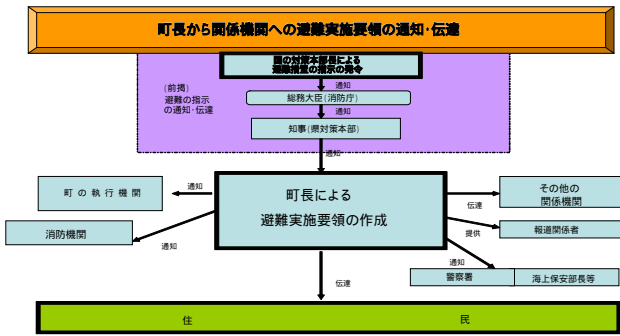 町長から関係機関への避難実施要領の通知・伝達
国の対策本部長による
避難措置の指示の発令
通知
(前掲)
避難の指示
の通知・伝達
総務大臣(消防庁)
通知
知事(県対策本部)
通知
町の執行機関
通知
町長による
避難実施要領の作成
その他の
関係機関
伝達
消防機関
通知
報道関係者
提供
通知
警察署
海上保安部長等
伝達
住民